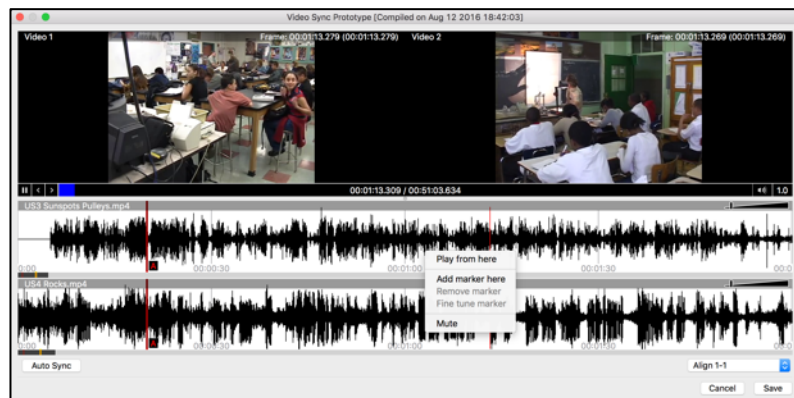 Video Sync Prototype [Compiled on Aug 12 2016 18:42:03]
Video 1
Frame: 00:01:13.279 (00:01:13.279)
Video 2
Frame: 00:01:13.269 (00:01:13.269)
00:01:13.309 / 00:51:03.634
1.0
US3 Sunspots Pulleys.mp4
0:00
A
00:00:30
00:01:00
00:01:30
00:0
Play from here
Add marker here
Remove marker
Fine tune marker
Mute
US4 Rocks.mp4
0:00
A
00:00:30
00:01:00
00:01:30
00:0
Auto Sync
Align 1-1
Cancel
Save